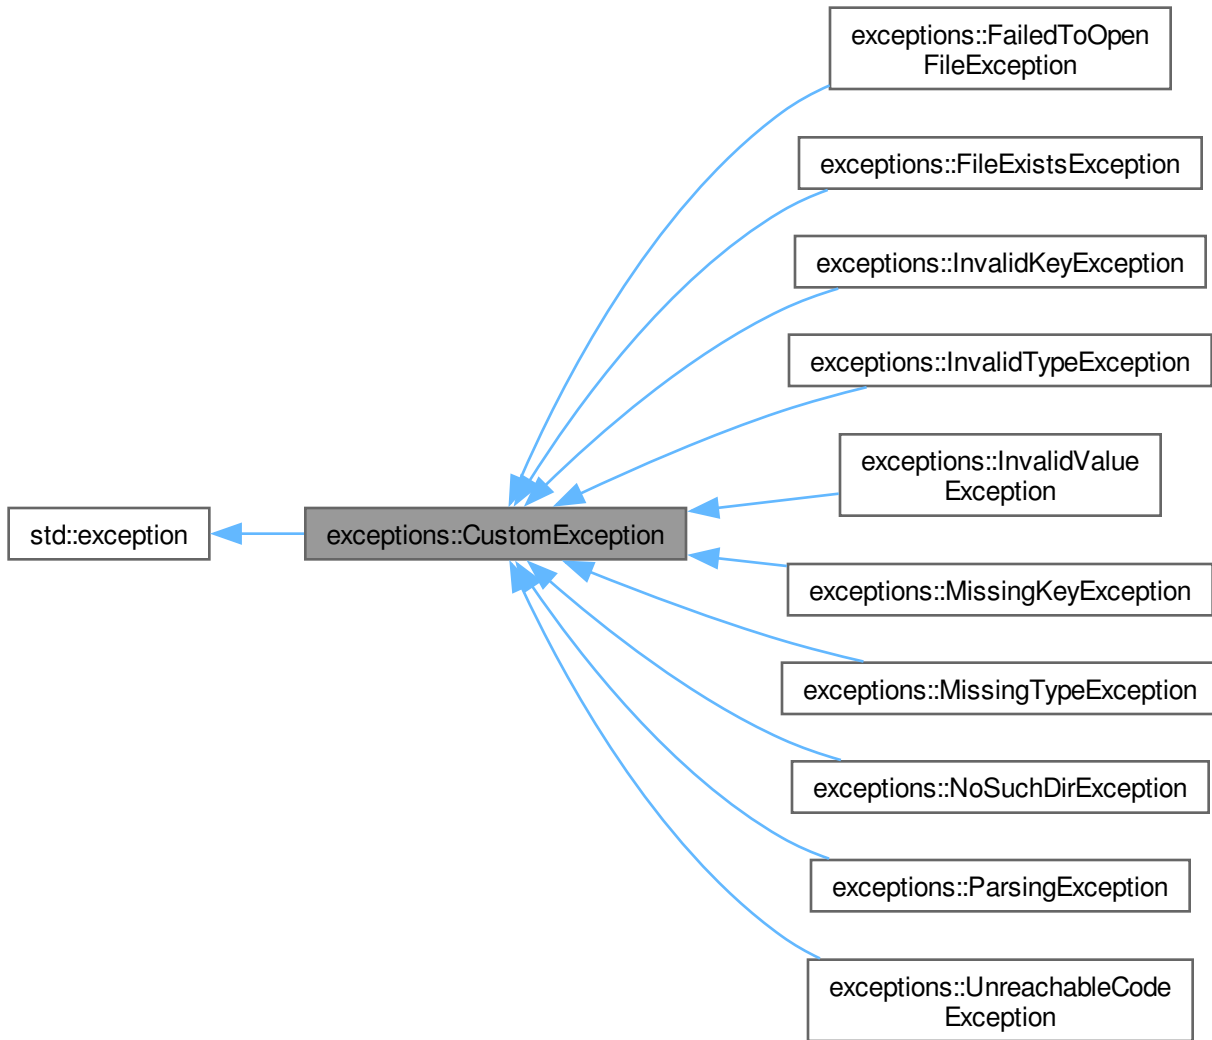 exceptions::FailedToOpen
FileException
exceptions::FileExistsException
exceptions::InvalidKeyException
exceptions::InvalidTypeException
exceptions::InvalidValue
Exception
std::exception
exceptions::CustomException
exceptions::MissingKeyException
exceptions::MissingTypeException
exceptions::NoSuchDirException
exceptions::ParsingException
exceptions::UnreachableCode
Exception